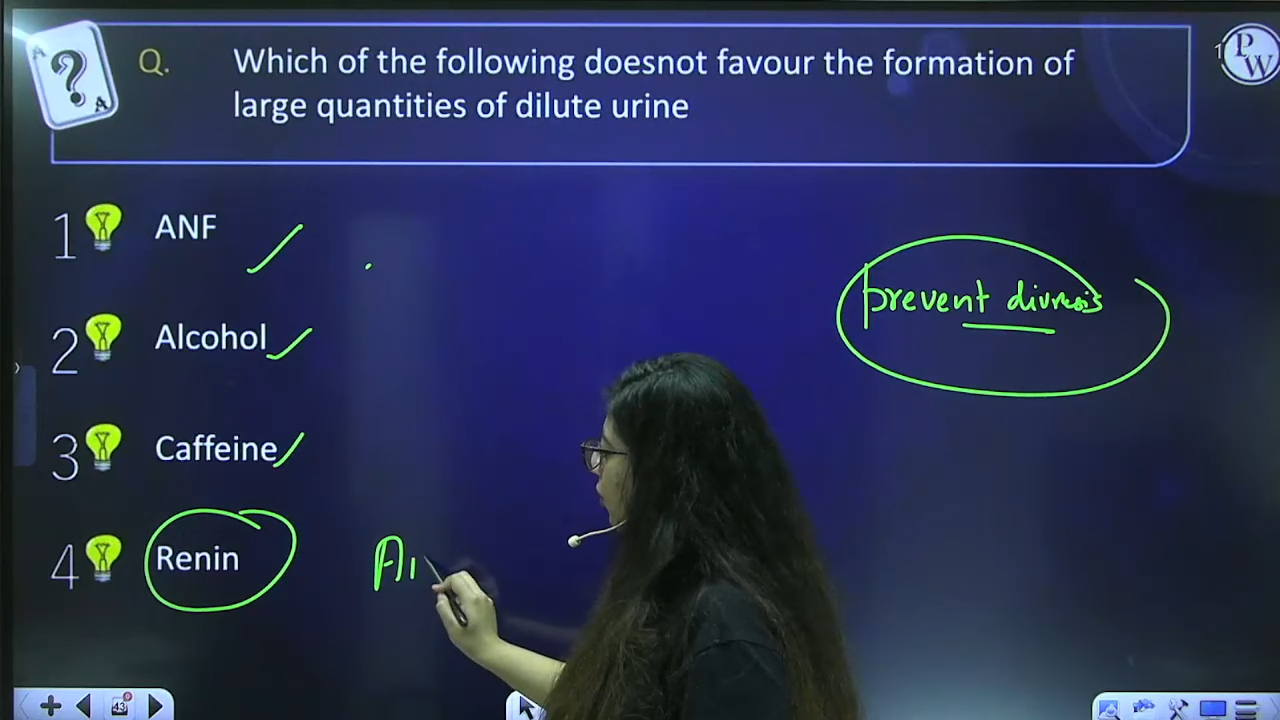 Q. Which of the following doesnot favour the formation of
large quantities of dilute urine
1 ANF
2 Alcohol
3 Caffeine
4 Renin
prevent diuresis
PW
43